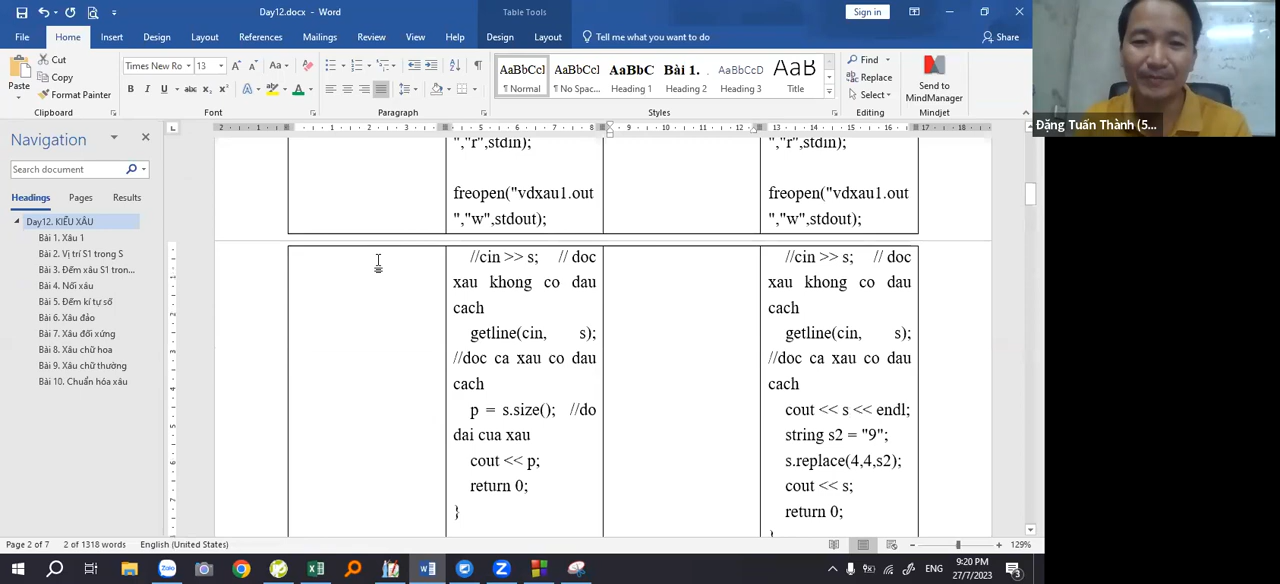 Day12.docx - Word
Table Tools
Sign in
File
Home
Insert
Design
Layout
References
Mailings
Review
View
Help
Design
Layout
Tell me what you want to do
Share
Paste
Cut
Copy
Format Painter
Clipboard
Times New Ro
13
Font
Paragraph
AaBbCcl
¶ Normal
AaBbCcl
¶ No Spac...
AaBbC
Heading 1
Bài 1.
Heading 2
AaBbCcD
Heading 3
AaB
Title
Styles
Find
Replace
Select
Editing
Send to
MindManager
Mindjet
Đặng Tuấn Thành (5...
Navigation
Search document
Headings
Pages
Results
Day12. KIỂU XÂU
Bài 1. Xâu 1
Bài 2. Vị trí S1 trong S
Bài 3. Đếm xâu S1 tron...
Bài 4. Nối xâu
Bài 5. Đếm kí tự số
Bài 6. Xâu đảo
Bài 7. Xâu đối xứng
Bài 8. Xâu chữ hoa
Bài 9. Xâu chữ thường
Bài 10. Chuẩn hóa xâu
","r",stdin);
freopen("vdxau1.out
","w",stdout);
//cin >> s; // doc
xau khong co dau
cach
getline(cin, s);
//doc ca xau co dau
cach
p = s.size(); //do
dai cua xau
cout << p;
return 0;
}
","r",stdin);
freopen("vdxau1.out
","w",stdout);
//cin >> s; // doc
xau khong co dau
cach
getline(cin, s);
//doc ca xau co dau
cach
cout << s << endl;
string s2 = "9";
s.replace(4,4,s2);
cout << s;
return 0;
Page 2 of 7
2 of 1318 words
English (United States)
129%
ENG
9:20 PM
27/7/2023